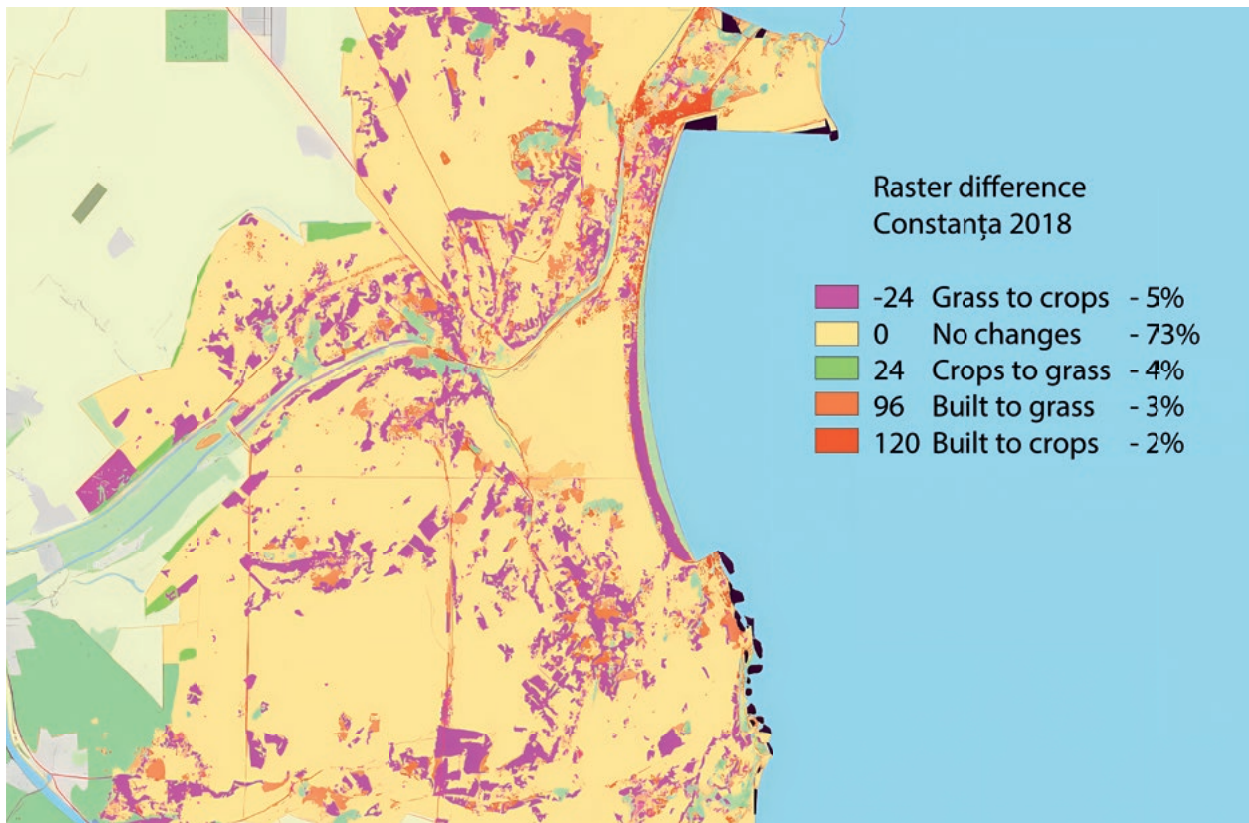 Raster difference
Constanța 2018
-24 Grass to crops - 5%
0 No changes - 73%
24 Crops to grass - 4%
96 Built to grass - 3%
120 Built to crops - 2%